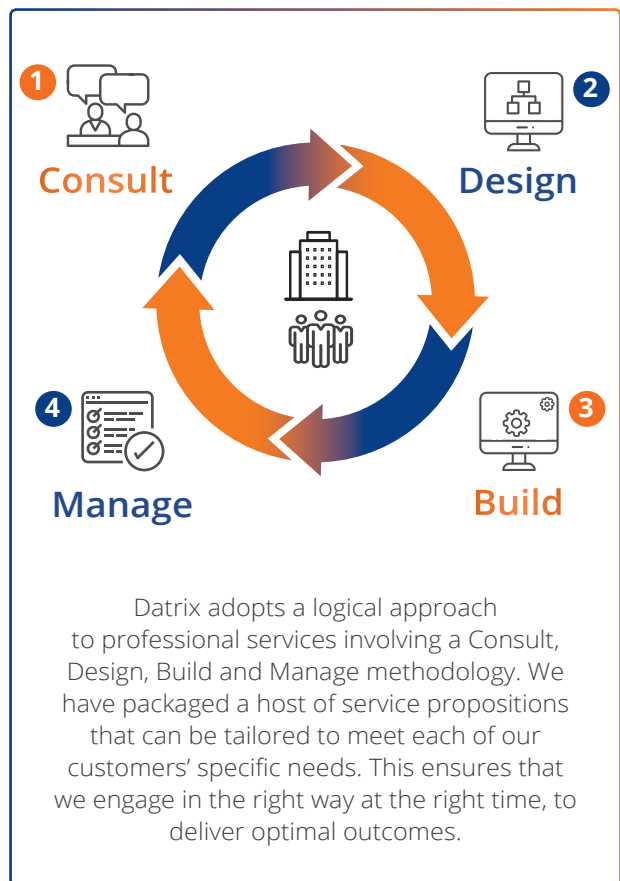 1
Consult
2
Design
4
Manage
3
Build
Datrix adopts a logical approach
to professional services involving a Consult,
Design, Build and Manage methodology. We
have packaged a host of service propositions
that can be tailored to meet each of our
customers’ specific needs. This ensures that
we engage in the right way at the right time, to
deliver optimal outcomes.